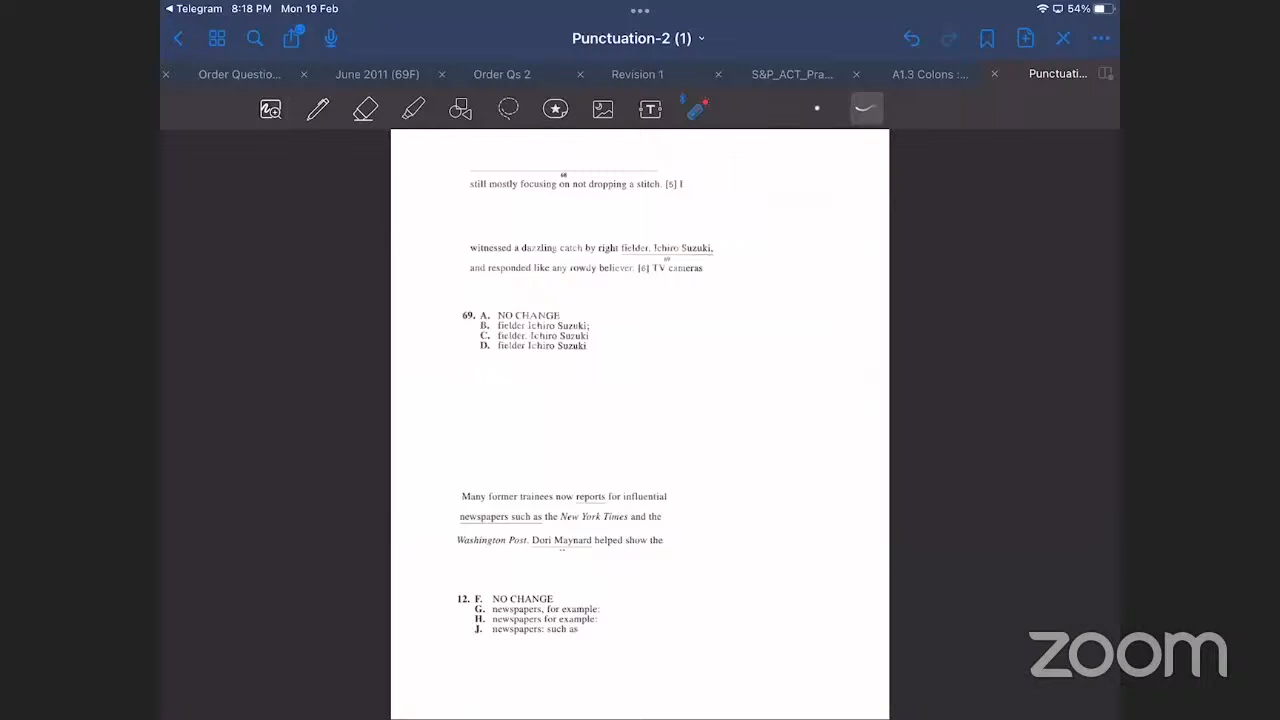 Telegram 8:18 PM Mon 19 Feb
54%
Punctuation-2 (1)
Order Questio...
June 2011 (69F)
Order Qs 2
Revision 1
S&P_ACT_Pra...
A1.3 Colons :...
Punctuati...
68
still mostly focusing on not dropping a stitch. [5] I
witnessed a dazzling catch by right fielder, Ichiro Suzuki,
69
and responded like any rowdy believer. [6] TV cameras
69. A. NO CHANGE
B. fielder Ichiro Suzuki;
C. fielder, Ichiro Suzuki
D. fielder Ichiro Suzuki
Many former trainees now reports for influential
newspapers such as the New York Times and the
Washington Post. Dori Maynard helped show the
12. F. NO CHANGE
G. newspapers, for example:
H. newspapers for example:
J. newspapers: such as
zoom